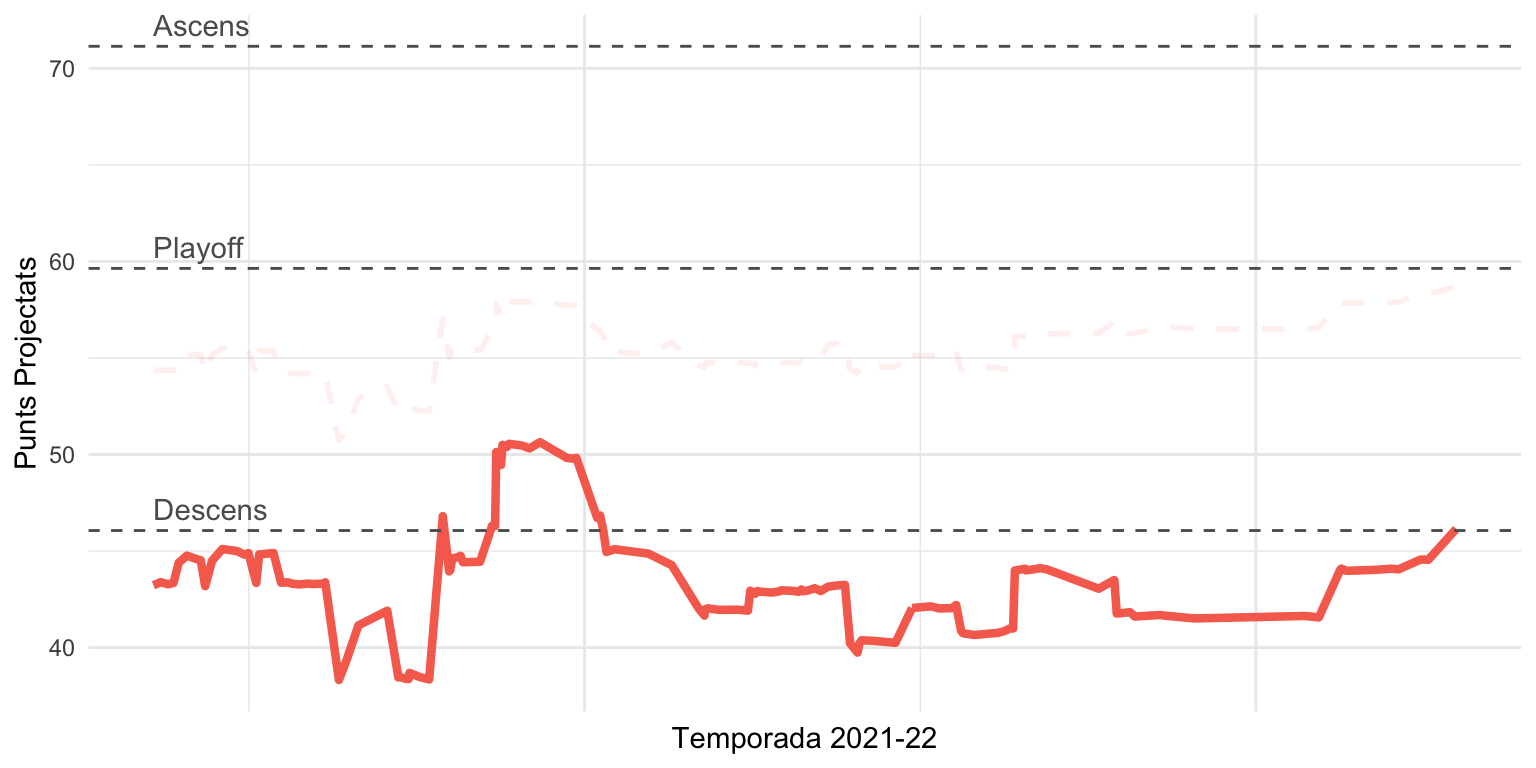 Ascens
70
Playoff
60
Punts Projectats
50
Descens
40
Temporada 2021-22